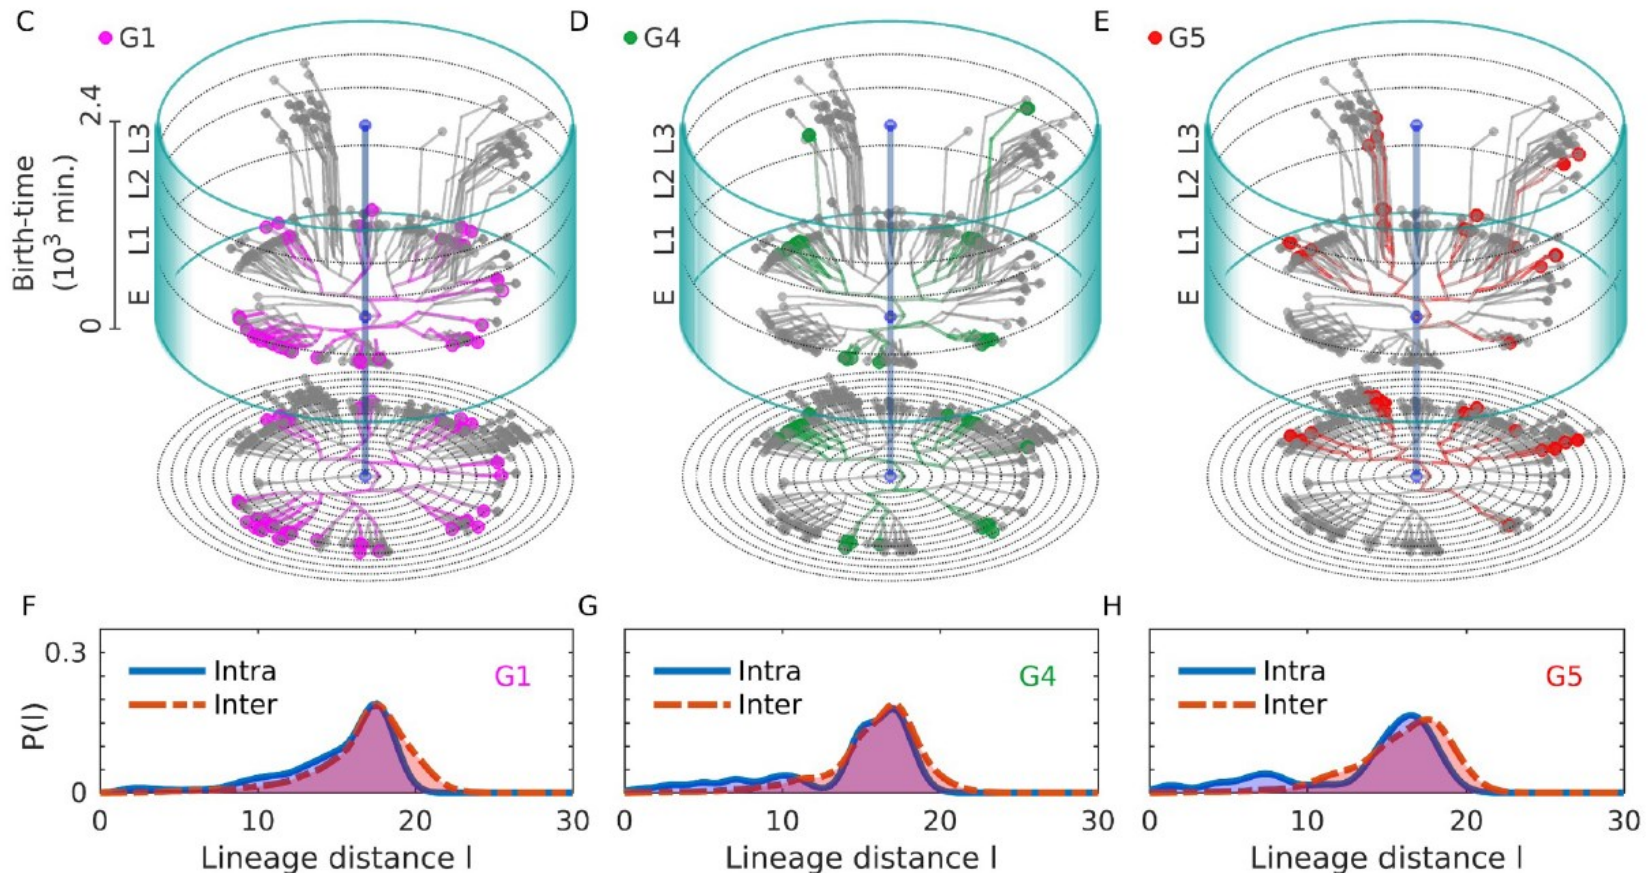 C
G1
D
G4
E
G5
Birth-time
(10³ min.)
2.4
0
L3
L2
L1
E
L3
L2
L1
E
L3
L2
L1
E
F
G
H
P(l)
0.3
0
Intra
Inter
G1
Intra
Inter
G4
Intra
Inter
G5
0 10 20 30
0 10 20 30
0 10 20 30
Lineage distance l
Lineage distance l
Lineage distance l